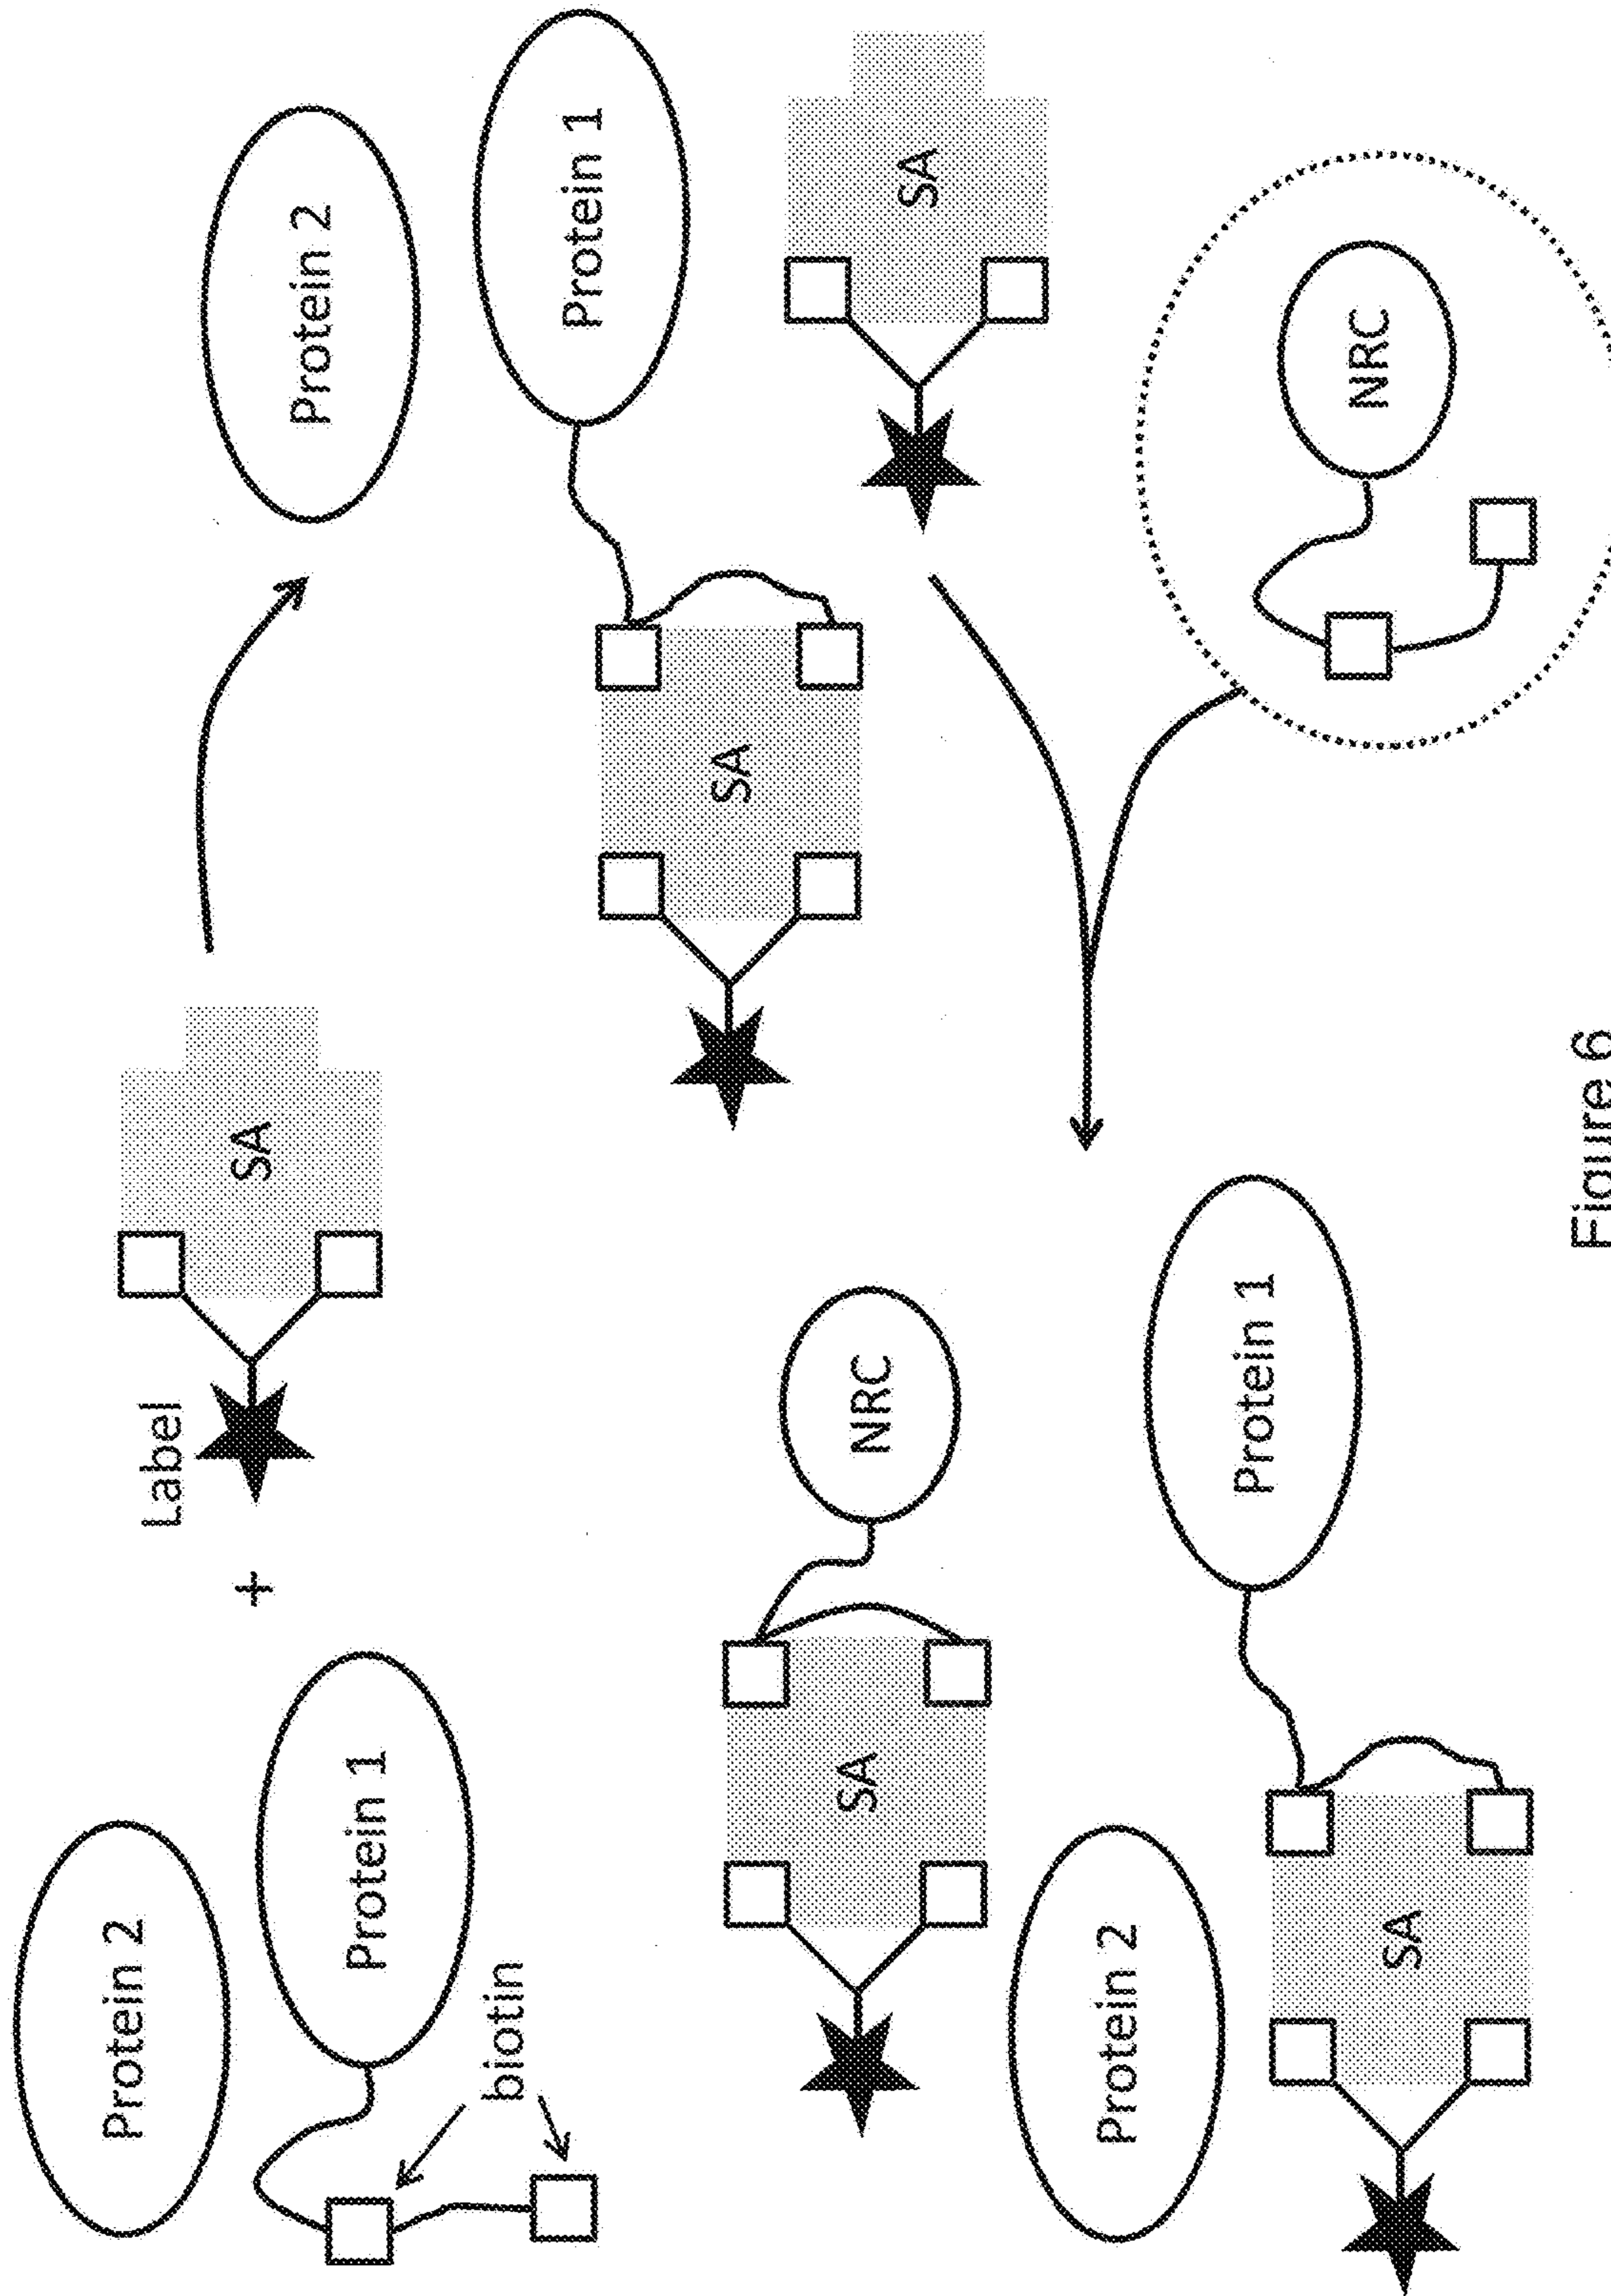 Protein 2
Protein 1
biotin
+
Label
SA
Protein 2
Protein 1
SA
SA
NRC
SA
NRC
Protein 2
Protein 1
SA
Figure 6